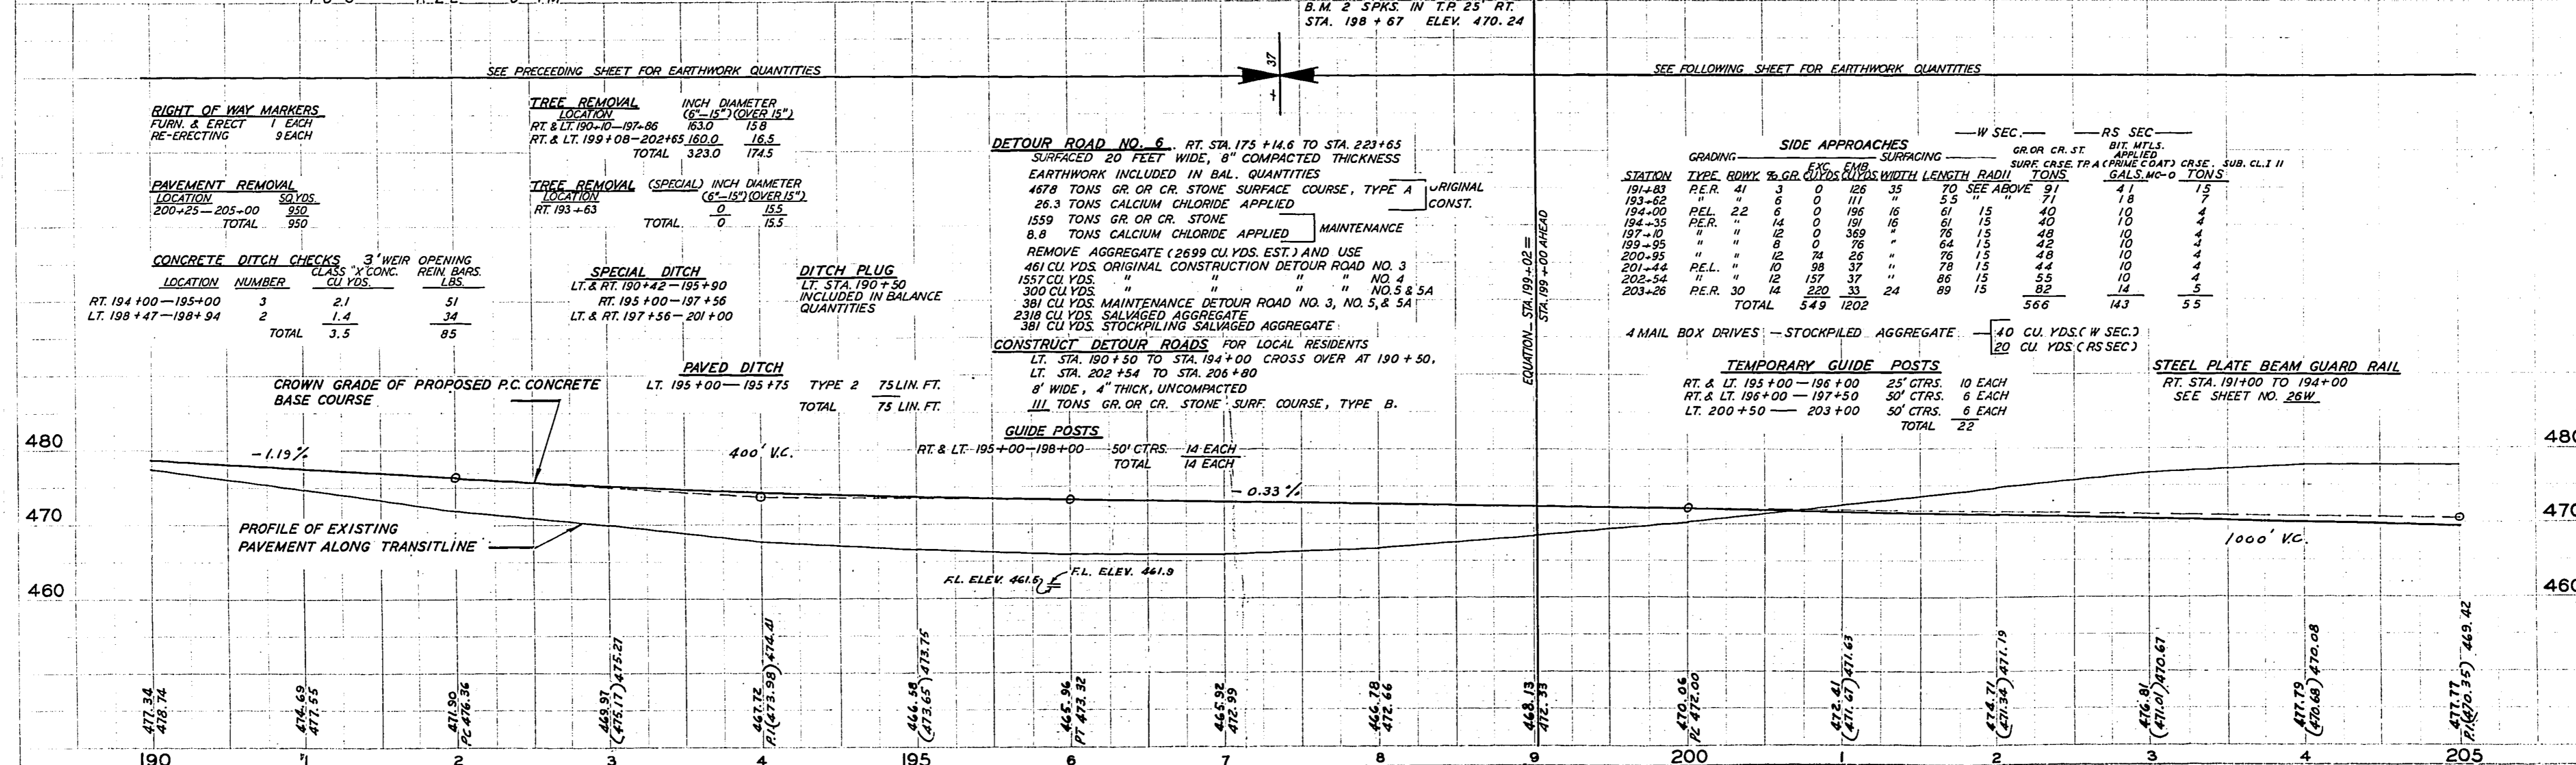 B.M. 2 SPKS. IN T.P. 25' RT.
STA. 198 + 67 ELEV. 470.24
37
+
SEE PRECEEDING SHEET FOR EARTHWORK QUANTITIES
SEE FOLLOWING SHEET FOR EARTHWORK QUANTITIES
RIGHT OF WAY MARKERS
FURN. & ERECT 1 EACH
RE-ERECTING 9 EACH
PAVEMENT REMOVAL
LOCATION SQ.YDS.
200+25—205+00 950
TOTAL 950
CONCRETE DITCH CHECKS 3' WEIR OPENING
LOCATION NUMBER CLASS "X" CONC. CU. YDS. REIN. BARS. LBS.
RT. 194+00—195+00 3 2.1 51
LT. 198+47—198+94 2 1.4 34
TOTAL 3.5 85
TREE REMOVAL INCH DIAMETER
LOCATION (6"—15") (OVER 15")
RT. & LT. 190+10—197+86 163.0 158
RT. & LT. 199+08—202+65 160.0 16.5
TOTAL 323.0 174.5
TREE REMOVAL (SPECIAL) INCH DIAMETER
LOCATION (6"—15") (OVER 15")
RT. 193+63 0 15.5
TOTAL 0 15.5
SPECIAL DITCH
LT. & RT. 190+42—195+90
RT. 195+00—197+56
LT. & RT. 197+56—201+00
DITCH PLUG
LT. STA. 190+50
INCLUDED IN BALANCE
QUANTITIES
PAVED DITCH
LT. 195+00—195+75 TYPE 2 75 LIN. FT.
TOTAL 75 LIN. FT.
DETOUR ROAD NO. 6. RT. STA. 175+14.6 TO STA. 223+65
SURFACED 20 FEET WIDE, 8" COMPACTED THICKNESS
EARTHWORK INCLUDED IN BAL. QUANTITIES
4678 TONS GR. OR CR. STONE SURFACE COURSE, TYPE A ORIGINAL
26.3 TONS CALCIUM CHLORIDE APPLIED CONST.
1559 TONS GR. OR CR. STONE
8.8 TONS CALCIUM CHLORIDE APPLIED MAINTENANCE
REMOVE AGGREGATE (2699 CU. YDS. EST.) AND USE
461 CU. YDS. ORIGINAL CONSTRUCTION DETOUR ROAD NO. 3
1557 CU. YDS. " " " " NO. 4
300 CU. YDS. " " " " NO. 5 & 5A
381 CU. YDS. MAINTENANCE DETOUR ROAD NO. 3, NO. 5, & 5A
2318 CU. YDS. SALVAGED AGGREGATE
381 CU. YDS. STOCKPILING SALVAGED AGGREGATE
CONSTRUCT DETOUR ROADS FOR LOCAL RESIDENTS
LT. STA. 190+50 TO STA. 194+00 CROSS OVER AT 190+50,
LT. STA. 202+54 TO STA. 206+80
8' WIDE, 4" THICK, UNCOMPACTED
111 TONS GR. OR CR. STONE SURF. COURSE, TYPE B.
GUIDE POSTS
RT. & LT. 195+00—198+00 50' CTRS. 14 EACH
TOTAL 14 EACH
EQUATION STA. 199+02 =
STA. 199+00 AHEAD
SIDE APPROACHES —W SEC.— —RS SEC—
GRADING SURFACING GR. OR CR. ST. SURF. CRSE. TP. A BIT. MTLS. APPLIED (PRIME COAT) CRSE. SUB. CL. I II
STATION TYPE RDWY. % GR. EXC. CU.YDS. EMB. CU.YDS. WIDTH LENGTH RADII TONS GALS. MC-0 TONS
191+83 P.E.R. 41 3 0 126 35 70 SEE ABOVE 91 41 15
193+62 " " 6 0 111 " 55 " " 71 18 7
194+00 P.E.L. 22 6 0 196 16 61 15 40 10 4
194+35 P.E.R. " 14 0 191 16 61 15 40 10 4
197+10 " " 12 0 369 " 76 15 48 10 4
199+95 " " 8 0 76 " 64 15 42 10 4
200+95 " " 12 74 26 " 76 15 48 10 4
201+44 P.E.L. " 10 98 37 " 78 15 44 10 4
202+54 " " 12 157 37 " 86 15 55 10 4
203+26 P.E.R. 30 14 220 33 24 89 15 82 14 5
TOTAL 549 1202 566 143 55
4 MAIL BOX DRIVES — STOCKPILED AGGREGATE — 40 CU. YDS. (W SEC.)
20 CU. YDS. (RS SEC)
TEMPORARY GUIDE POSTS
RT. & LT. 195+00—196+00 25' CTRS. 10 EACH
RT. & LT. 196+00—197+50 50' CTRS. 6 EACH
LT. 200+50—203+00 50' CTRS. 6 EACH
TOTAL 22
STEEL PLATE BEAM GUARD RAIL
RT. STA. 191+00 TO 194+00
SEE SHEET NO. 26W
CROWN GRADE OF PROPOSED P.C. CONCRETE
BASE COURSE
480 480
-1.19% 400' V.C. -0.33%
470 470
PROFILE OF EXISTING
PAVEMENT ALONG TRANSITLINE
1000' V.C.
F.L. ELEV. 461.5 F.L. ELEV. 461.9
460 460
477.34 478.74
474.69 477.55
471.90 PC 476.36
469.97 (475.17) 475.27
467.72 P.I. (473.98) 474.41
466.58 (473.65) 473.75
465.96 PT 473.32
465.92 472.99
466.78 472.66
468.13 472.33
470.06 PC 472.00
472.41 (471.67) 471.63
474.71 (471.34) 471.19
476.81 (471.01) 470.67
477.79 (470.68) 470.08
477.77 P.I. (470.35) 469.42
190 1 2 3 4 195 6 7 8 9 200 1 2 3 4 205